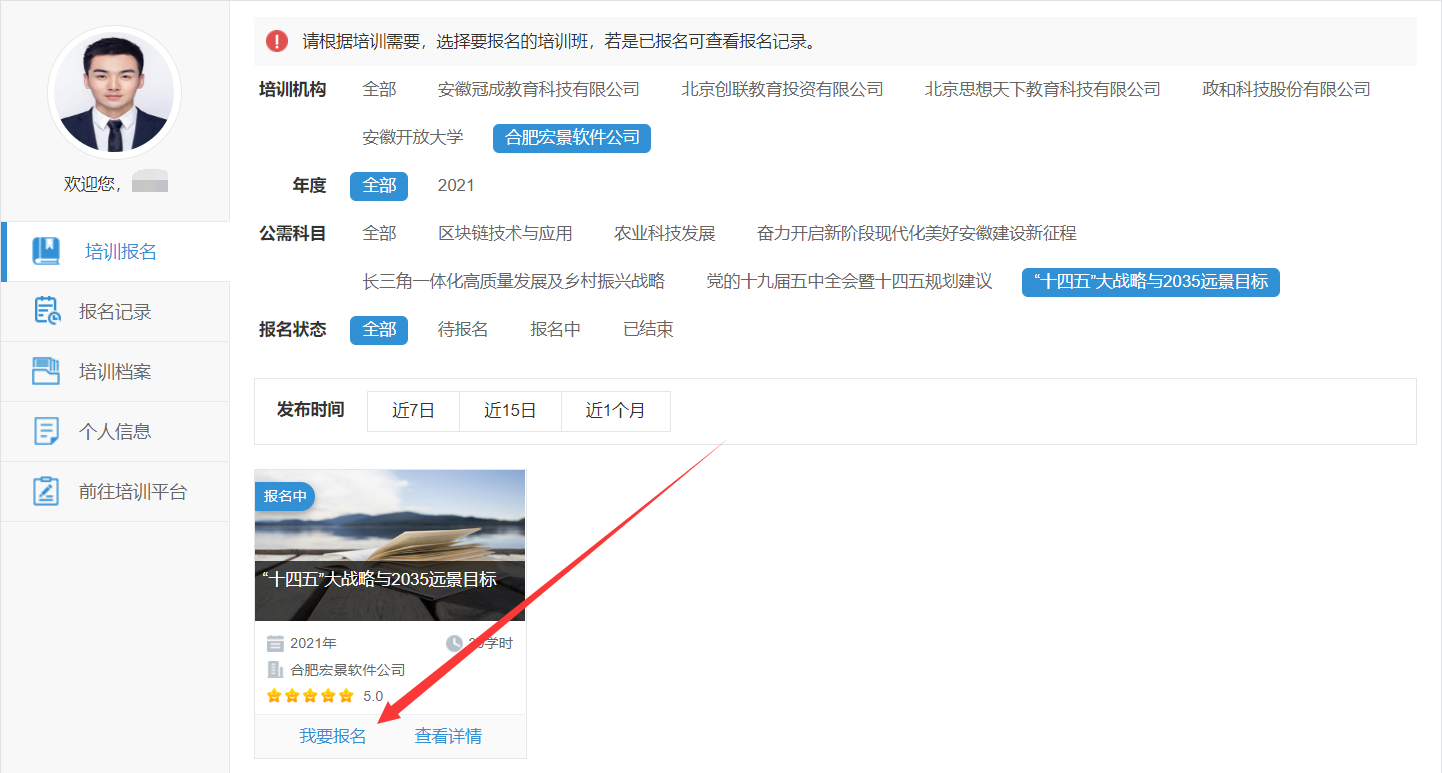 请根据培训需要，选择要报名的培训班，若是已报名可查看报名记录。
欢迎您，
培训报名
报名记录
培训档案
个人信息
前往培训平台
培训机构 全部 安徽冠成教育科技有限公司 北京创联教育投资有限公司 北京思想天下教育科技有限公司 政和科技股份有限公司
安徽开放大学 合肥宏景软件公司
年度 全部 2021
公需科目 全部 区块链技术与应用 农业科技发展 奋力开启新阶段现代化美好安徽建设新征程
长三角一体化高质量发展及乡村振兴战略 党的十九届五中全会暨十四五规划建议 “十四五”大战略与2035远景目标
报名状态 全部 待报名 报名中 已结束
发布时间 近7日 近15日 近1个月
报名中
“十四五”大战略与2035远景目标
2021年 学时
合肥宏景软件公司
5.0
我要报名 查看详情